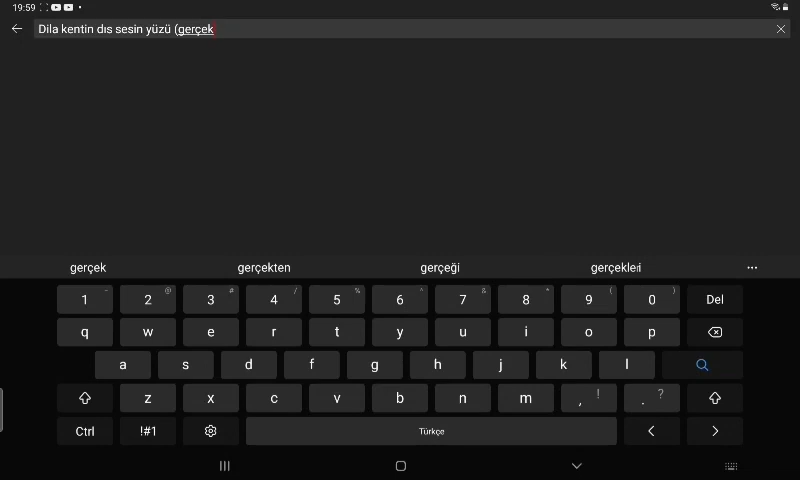 19:59
Dila kentin dıs sesin yüzü (gerçek
gerçek gerçekten gerçeği gerçekleri ...
1 - 2 @ 3 # 4 / 5 % 6 ^ 7 & 8 * 9 ( 0 ) Del
q w e r t y u i o p
a s d f g h j k l
z x c v b n m , ! . ?
Ctrl !#1 Türkçe < >